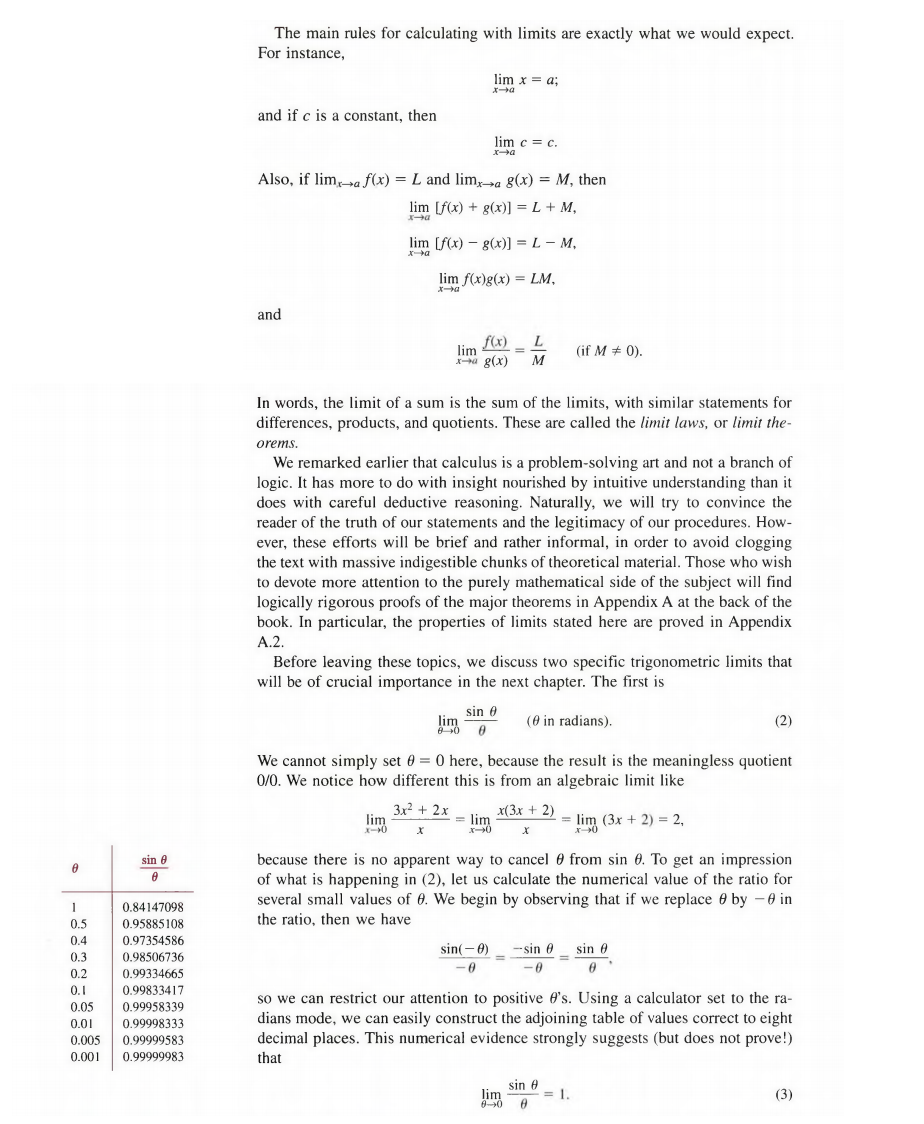 The main rules for calculating with limits are exactly what we would expect.
For instance,
lim x = a;
x→a
and if c is a constant, then
lim c = c.
x→a
Also, if limₓ→ₐ f(x) = L and limₓ→ₐ g(x) = M, then
lim [f(x) + g(x)] = L + M,
x→a
lim [f(x) − g(x)] = L − M,
x→a
lim f(x)g(x) = LM,
x→a
and
lim f(x)/g(x) = L/M (if M ≠ 0).
x→a
In words, the limit of a sum is the sum of the limits, with similar statements for
differences, products, and quotients. These are called the limit laws, or limit the-
orems.
We remarked earlier that calculus is a problem-solving art and not a branch of
logic. It has more to do with insight nourished by intuitive understanding than it
does with careful deductive reasoning. Naturally, we will try to convince the
reader of the truth of our statements and the legitimacy of our procedures. How-
ever, these efforts will be brief and rather informal, in order to avoid clogging
the text with massive indigestible chunks of theoretical material. Those who wish
to devote more attention to the purely mathematical side of the subject will find
logically rigorous proofs of the major theorems in Appendix A at the back of the
book. In particular, the properties of limits stated here are proved in Appendix
A.2.
Before leaving these topics, we discuss two specific trigonometric limits that
will be of crucial importance in the next chapter. The first is
lim sin θ/θ (θ in radians). (2)
θ→0
We cannot simply set θ = 0 here, because the result is the meaningless quotient
0/0. We notice how different this is from an algebraic limit like
lim (3x² + 2x)/x = lim x(3x + 2)/x = lim (3x + 2) = 2,
x→0 x→0 x→0
because there is no apparent way to cancel θ from sin θ. To get an impression
of what is happening in (2), let us calculate the numerical value of the ratio for
several small values of θ. We begin by observing that if we replace θ by −θ in
the ratio, then we have
sin(−θ)/−θ = −sin θ/−θ = sin θ/θ,
so we can restrict our attention to positive θ's. Using a calculator set to the ra-
dians mode, we can easily construct the adjoining table of values correct to eight
decimal places. This numerical evidence strongly suggests (but does not prove!)
that
lim sin θ/θ = 1. (3)
θ→0
θ sin θ/θ
1 0.84147098
0.5 0.95885108
0.4 0.97354586
0.3 0.98506736
0.2 0.99334665
0.1 0.99833417
0.05 0.99958339
0.01 0.99998333
0.005 0.99999583
0.001 0.99999983